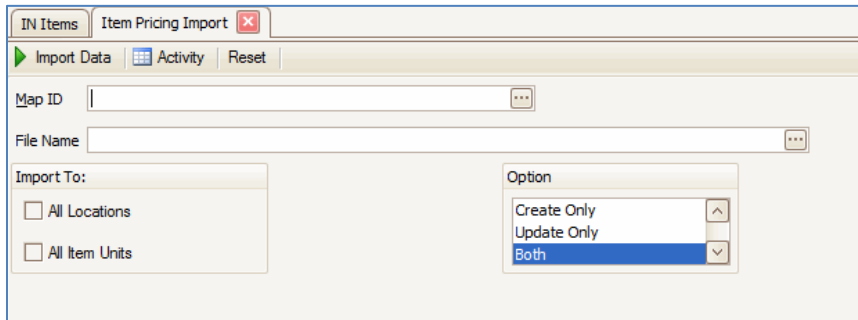 IN Items Item Pricing Import
Import Data Activity Reset
Map ID
File Name
Import To:
All Locations
All Item Units
Option
Create Only
Update Only
Both